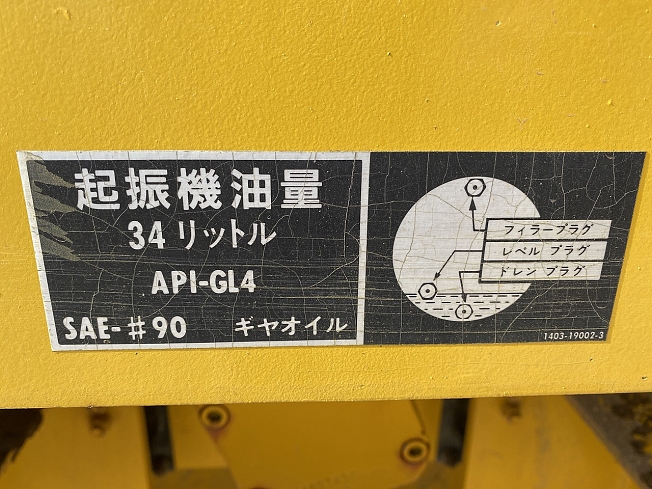 起振機油量
34リットル
API-GL4
SAE-#90 ギヤオイル
フィラープラグ
レベル プラグ
ドレン プラグ
1403-19002-3